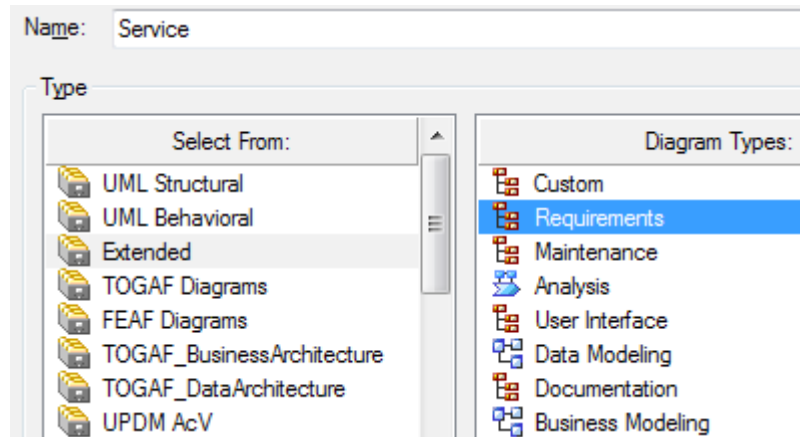 Name: Service
Type
Select From:
UML Structural
UML Behavioral
Extended
TOGAF Diagrams
FEAF Diagrams
TOGAF_BusinessArchitecture
TOGAF_DataArchitecture
UPDM AcV
Diagram Types:
Custom
Requirements
Maintenance
Analysis
User Interface
Data Modeling
Documentation
Business Modeling